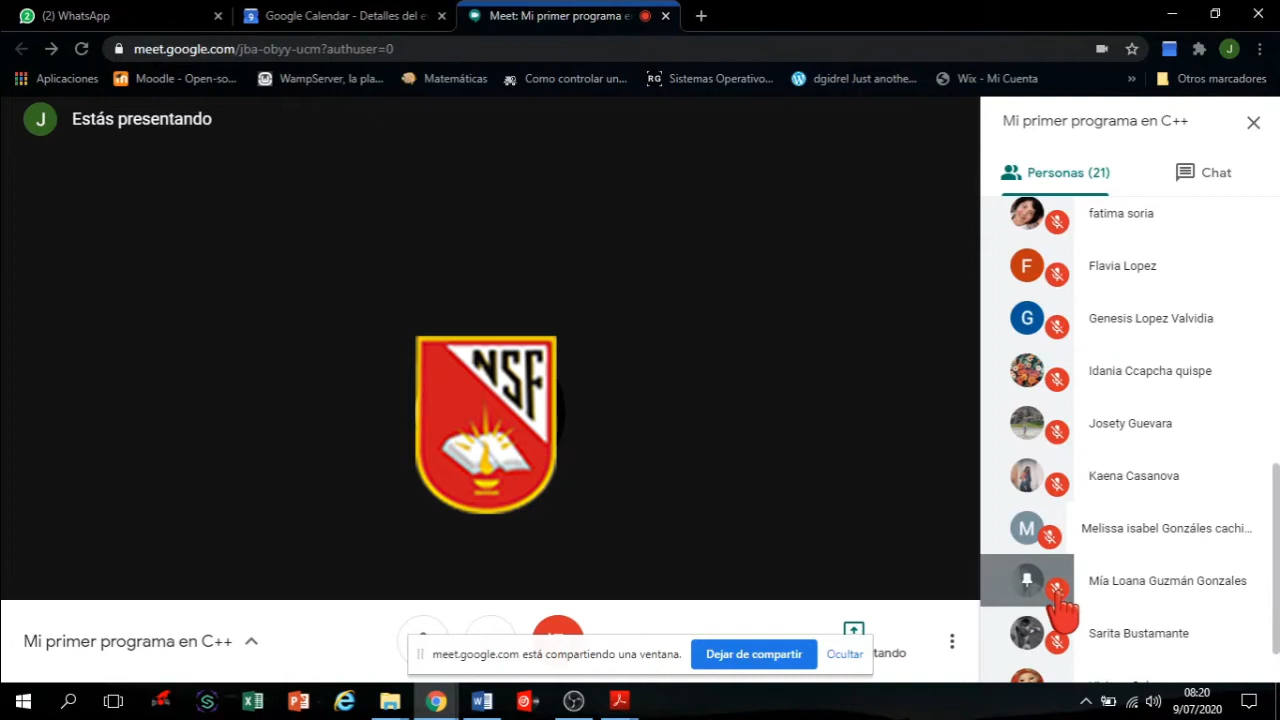 (2) WhatsApp
Google Calendar - Detalles del e
Meet: Mi primer programa en
meet.google.com/jba-obyy-ucm?authuser=0
J
Aplicaciones
Moodle - Open-so...
WampServer, la pla...
Matemáticas
Como controlar un...
RG Sistemas Operativo...
dgidrel Just anothe...
Wix - Mi Cuenta
»
Otros marcadores
J Estás presentando
Mi primer programa en C++
Personas (21)
Chat
fatima soria
F Flavia Lopez
G Genesis Lopez Valvidia
Idania Ccapcha quispe
NSF
Josety Guevara
Kaena Casanova
M Melissa isabel Gonzáles cachi...
Mía Loana Guzmán Gonzales
Sarita Bustamante
Mi primer programa en C++
meet.google.com está compartiendo una ventana.
Dejar de compartir
Ocultar
tando
08:20
9/07/2020